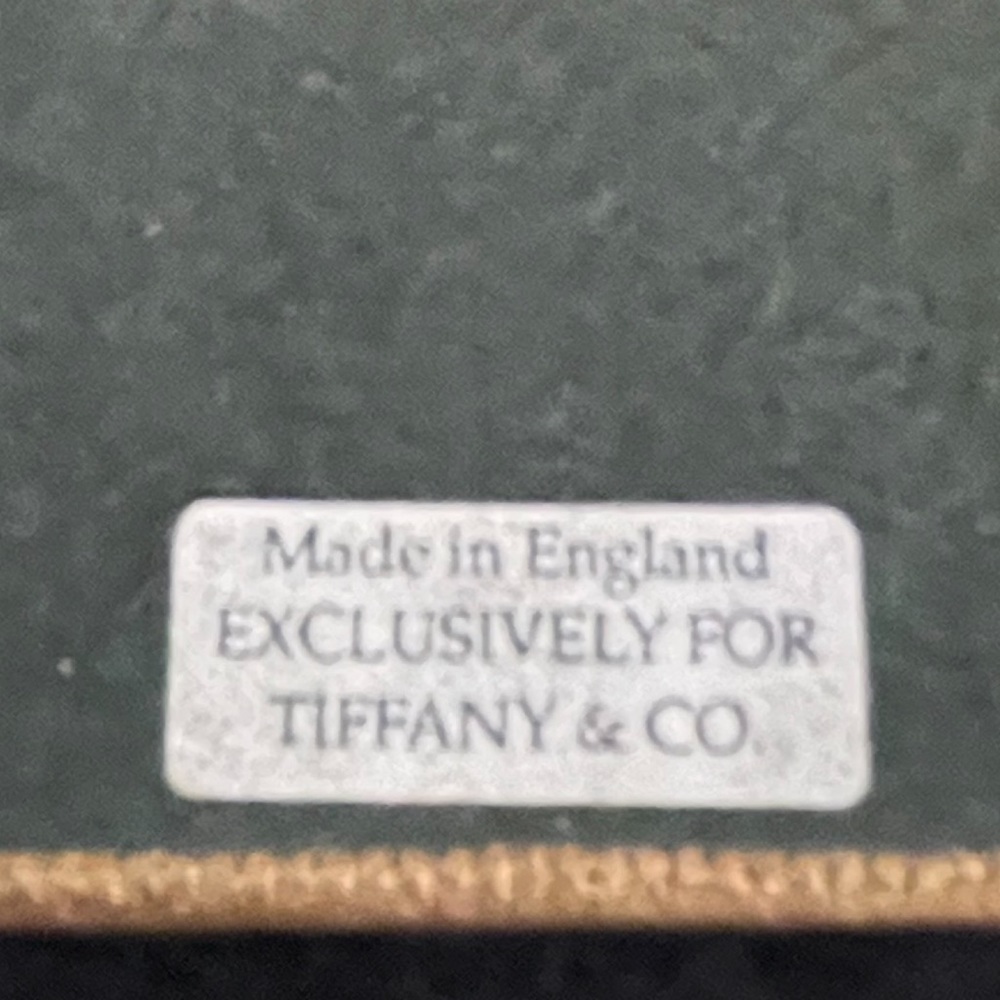 Made in England
EXCLUSIVELY FOR
TIFFANY & CO.